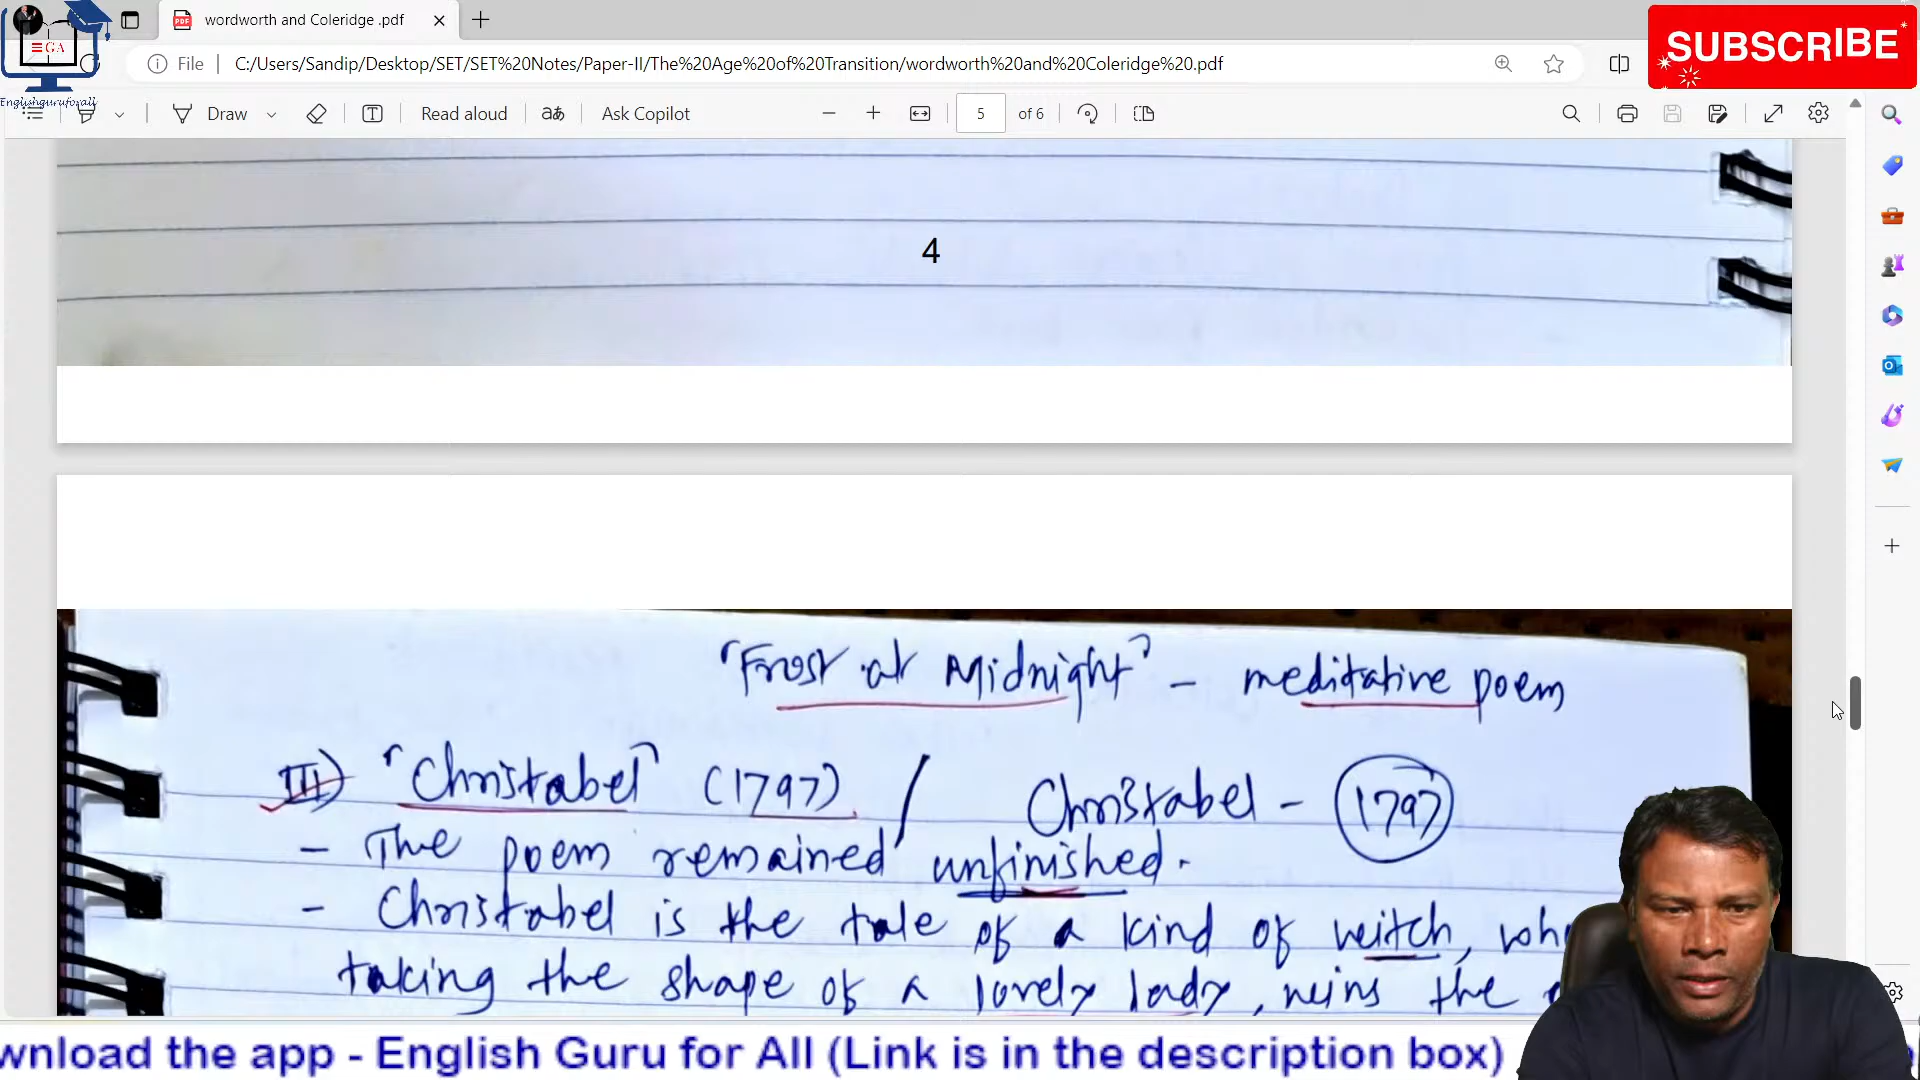 wordworth and Coleridge .pdf
SUBSCRIBE
≡GA
Englishguruforall
File
C:/Users/Sandip/Desktop/SET/SET%20Notes/Paper-II/The%20Age%20of%20Transition/wordworth%20and%20Coleridge%20.pdf
Draw
Read aloud
aあ
Ask Copilot
5 of 6
4
"Frost at Midnight" - meditative poem
III) "Christabel" (1797) / Christabel - 1797
- The poem remained unfinished.
- Christabel is the tale of a kind of witch, who
taking the shape of a lovely lady, wins the
wnload the app - English Guru for All (Link is in the description box)